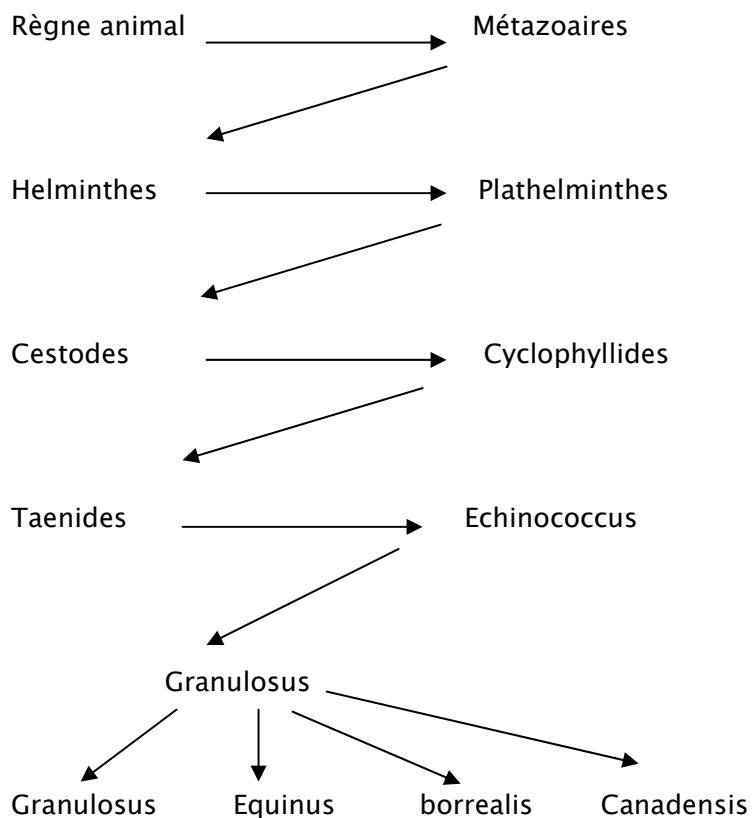 Règne animal Métazoaires
Helminthes Plathelminthes
Cestodes Cyclophyllides
Taenides Echinococcus
Granulosus
Granulosus Equinus borrealis Canadensis